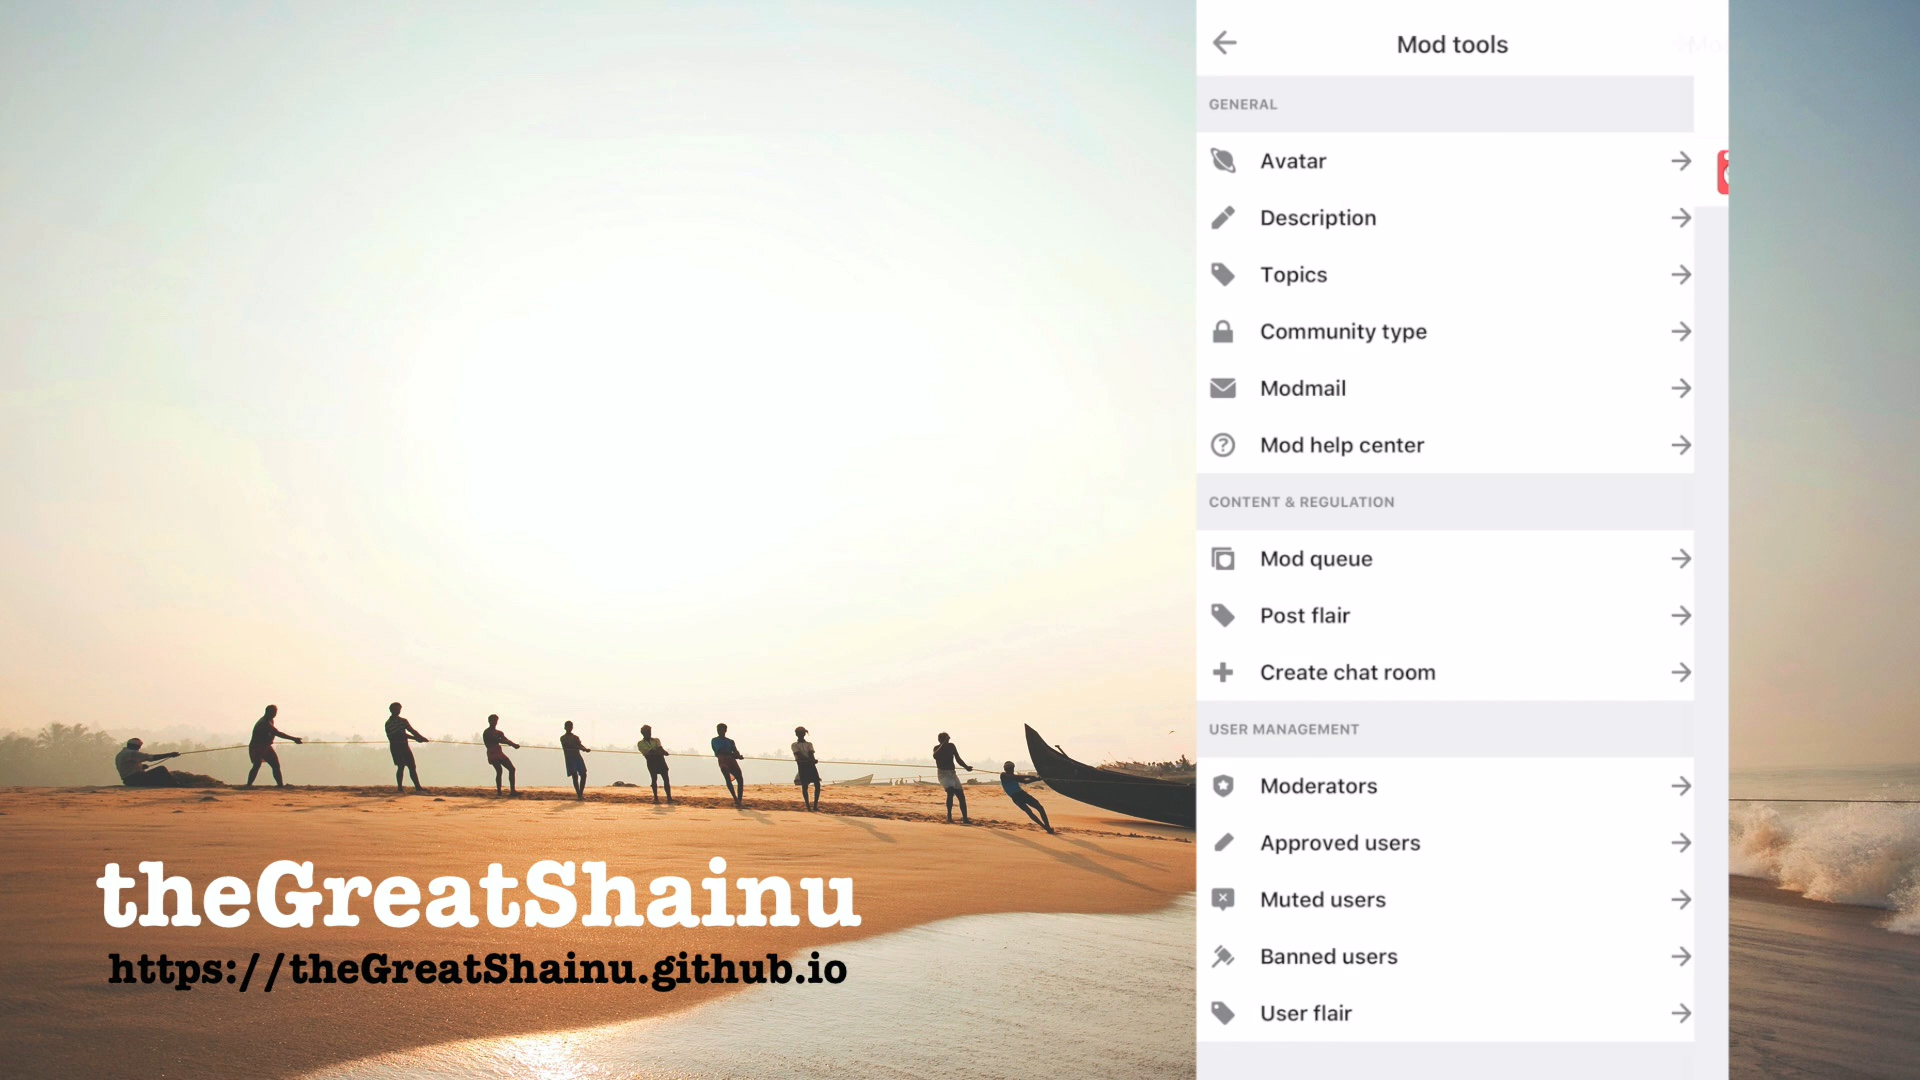 theGreatShainu
https://theGreatShainu.github.io
Mod tools
GENERAL
Avatar
Description
Topics
Community type
Modmail
Mod help center
CONTENT & REGULATION
Mod queue
Post flair
Create chat room
USER MANAGEMENT
Moderators
Approved users
Muted users
Banned users
User flair